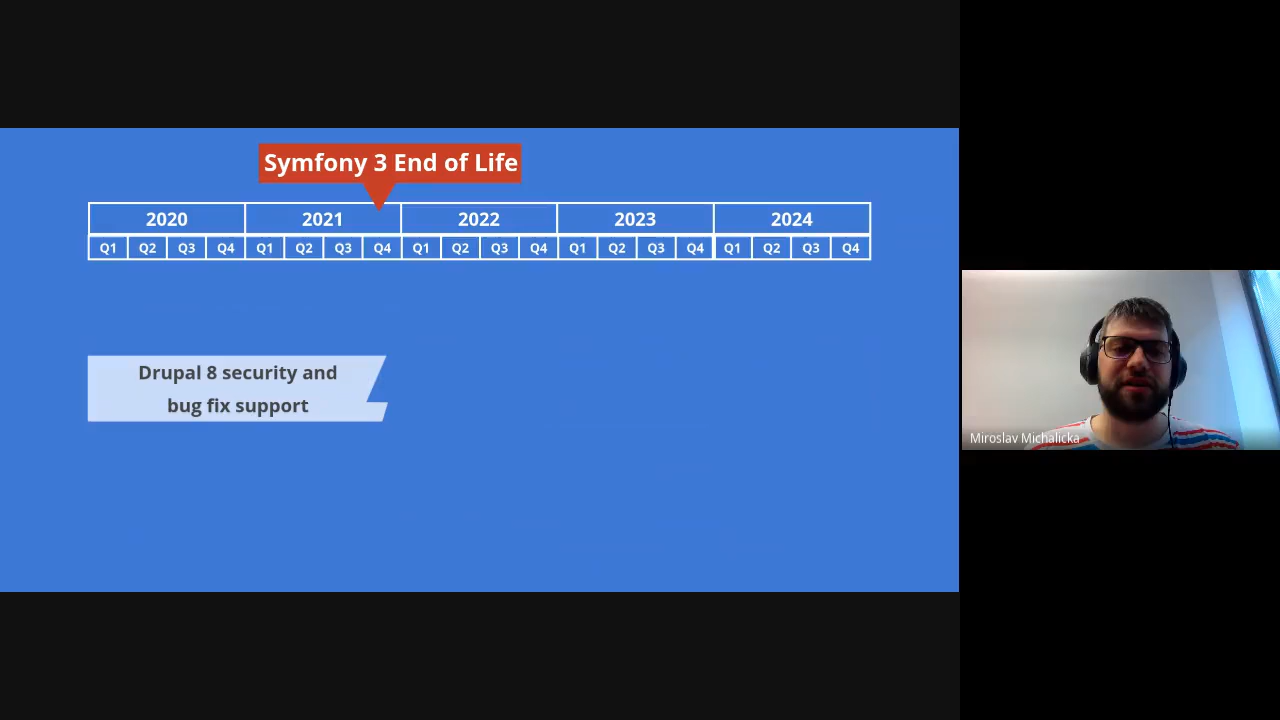 Symfony 3 End of Life
2020 2021 2022 2023 2024
Q1 Q2 Q3 Q4 Q1 Q2 Q3 Q4 Q1 Q2 Q3 Q4 Q1 Q2 Q3 Q4 Q1 Q2 Q3 Q4
Drupal 8 security and
bug fix support
Miroslav Michalicka